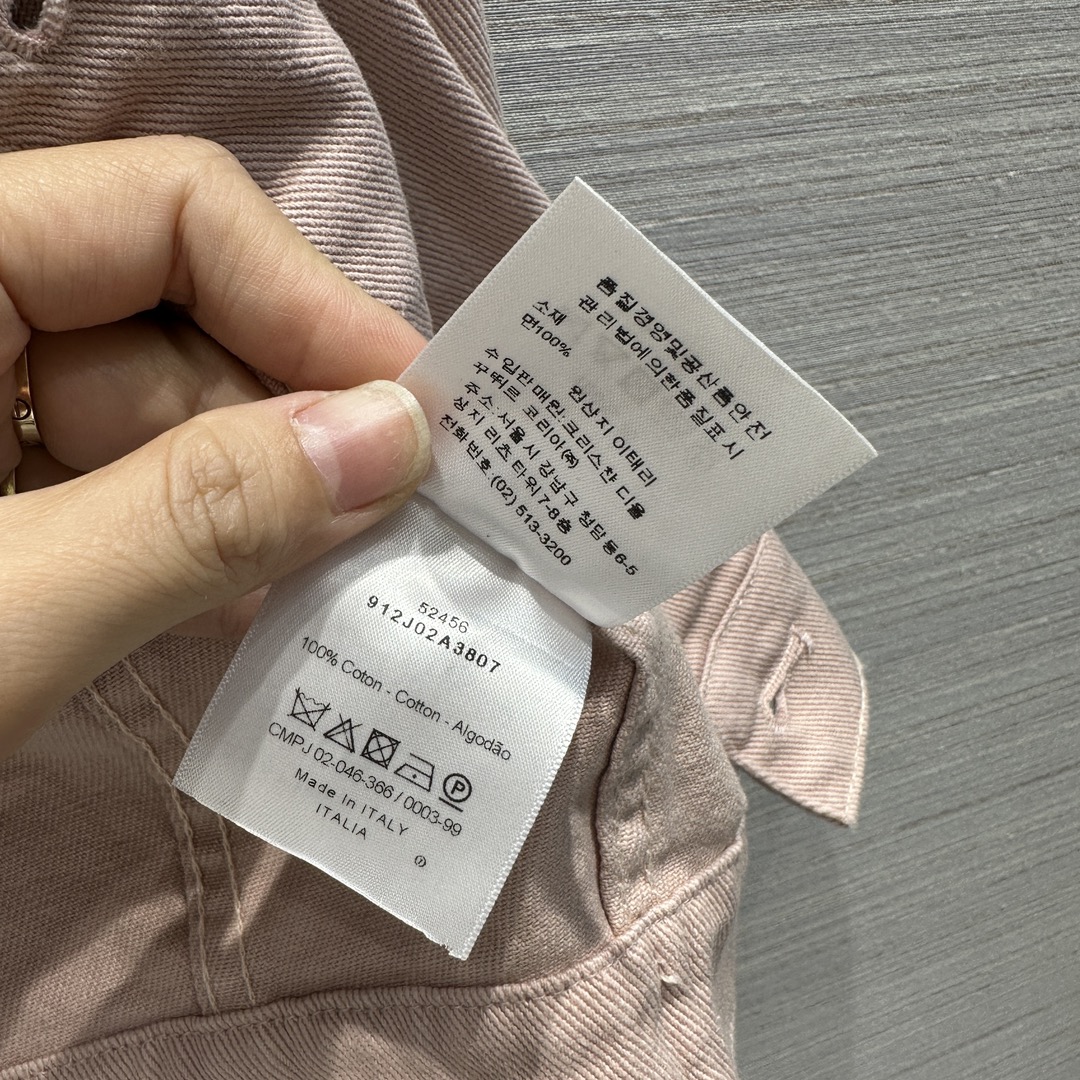 품질경영및공산품안전
관리법에의한품질표시
소재
면100%
원산지 이태리
수입판매원:크리스챤 디올
꾸뛰르 코리아(주)
주소:서울시 강남구 청담동6-5
상지 리츠타워7-8층
전화번호:(02) 513-3200
52456
912J02A3807
100% Coton - Cotton - Algodão
P
CMPJ 02-046-366 / 0003-99
Made In ITALY
ITALIA